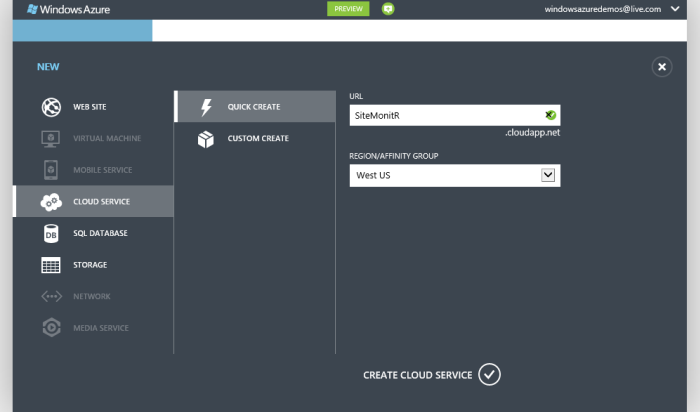 Windows Azure
PREVIEW
windowsazuredemos@live.com
NEW
WEB SITE
VIRTUAL MACHINE
MOBILE SERVICE
CLOUD SERVICE
DB
SQL DATABASE
STORAGE
NETWORK
MEDIA SERVICE
QUICK CREATE
CUSTOM CREATE
URL
SiteMonitR
.cloudapp.net
REGION/AFFINITY GROUP
West US
CREATE CLOUD SERVICE